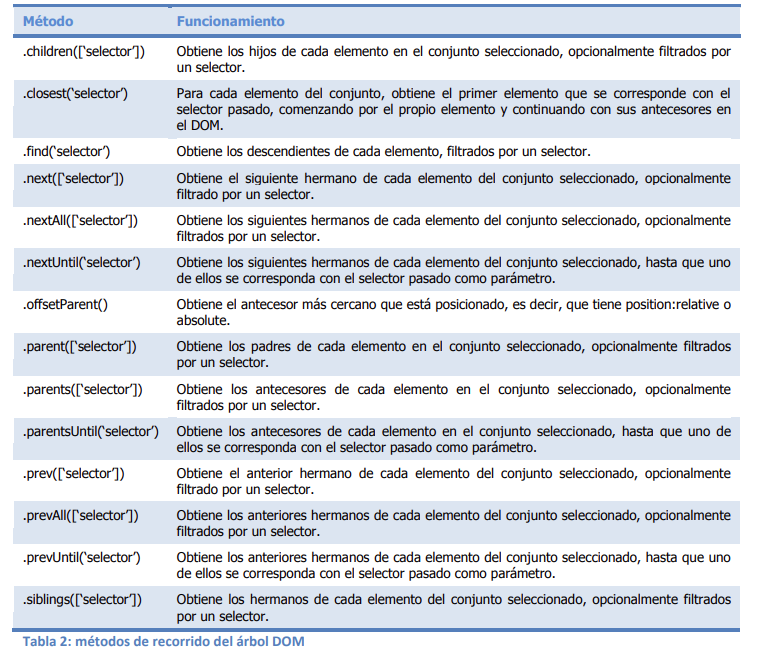 Método Funcionamiento
.children([‘selector’]) Obtiene los hijos de cada elemento en el conjunto seleccionado, opcionalmente filtrados por
un selector.
.closest(‘selector’) Para cada elemento del conjunto, obtiene el primer elemento que se corresponde con el
selector pasado, comenzando por el propio elemento y continuando con sus antecesores en
el DOM.
.find(‘selector’) Obtiene los descendientes de cada elemento, filtrados por un selector.
.next([‘selector’]) Obtiene el siguiente hermano de cada elemento del conjunto seleccionado, opcionalmente
filtrado por un selector.
.nextAll([‘selector’]) Obtiene los siguientes hermanos de cada elemento del conjunto seleccionado, opcionalmente
filtrados por un selector.
.nextUntil(‘selector’) Obtiene los siguientes hermanos de cada elemento del conjunto seleccionado, hasta que uno
de ellos se corresponda con el selector pasado como parámetro.
.offsetParent() Obtiene el antecesor más cercano que está posicionado, es decir, que tiene position:relative o
absolute.
.parent([‘selector’]) Obtiene los padres de cada elemento en el conjunto seleccionado, opcionalmente filtrados
por un selector.
.parents([‘selector’]) Obtiene los antecesores de cada elemento en el conjunto seleccionado, opcionalmente
filtrados por un selector.
.parentsUntil(‘selector’) Obtiene los antecesores de cada elemento en el conjunto seleccionado, hasta que uno de
ellos se corresponda con el selector pasado como parámetro.
.prev([‘selector’]) Obtiene el anterior hermano de cada elemento del conjunto seleccionado, opcionalmente
filtrado por un selector.
.prevAll([‘selector’]) Obtiene los anteriores hermanos de cada elemento del conjunto seleccionado, opcionalmente
filtrados por un selector.
.prevUntil(‘selector’) Obtiene los anteriores hermanos de cada elemento del conjunto seleccionado, hasta que uno
de ellos se corresponda con el selector pasado como parámetro.
.siblings([‘selector’]) Obtiene los hermanos de cada elemento del conjunto seleccionado, opcionalmente filtrados
por un selector.
Tabla 2: métodos de recorrido del árbol DOM